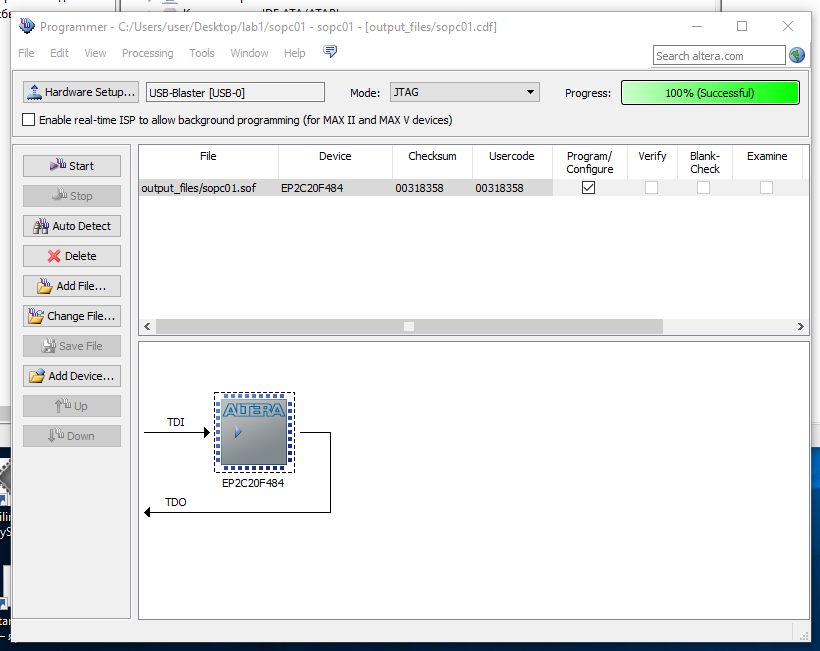 Programmer - C:/Users/user/Desktop/lab1/sopc01 - sopc01 - [output_files/sopc01.cdf]
File Edit View Processing Tools Window Help
Search altera.com
Hardware Setup... USB-Blaster [USB-0] Mode: JTAG Progress: 100% (Successful)
Enable real-time ISP to allow background programming (for MAX II and MAX V devices)
Start
Stop
Auto Detect
Delete
Add File...
Change File...
Save File
Add Device...
Up
Down
File Device Checksum Usercode Program/ Verify Blank- Examine
Configure Check
output_files/sopc01.sof EP2C20F484 00318358 00318358
TDI
ALTERA
EP2C20F484
TDO